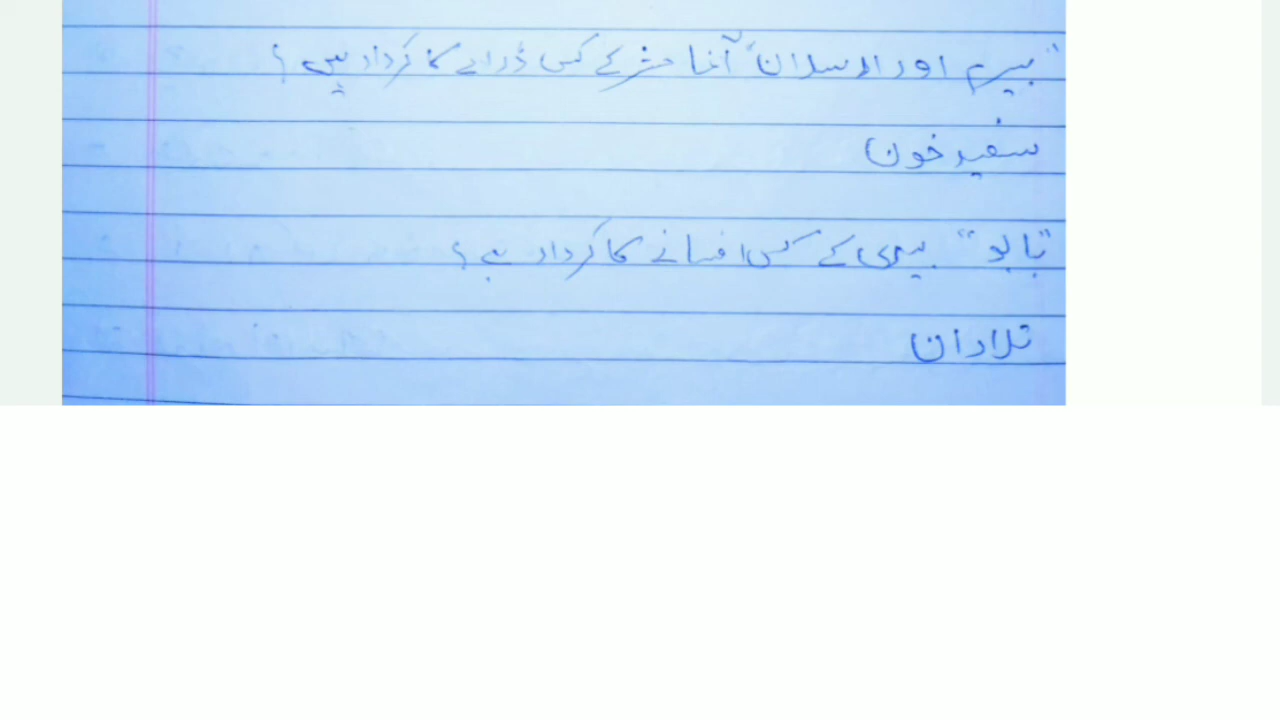 "بیرم اور ارسلان" آغا حشر کے کس ڈرامے کا کردار ہیں؟
سفید خون
"بابو" بیدی کے کس افسانے کا کردار ہے؟
تلادان